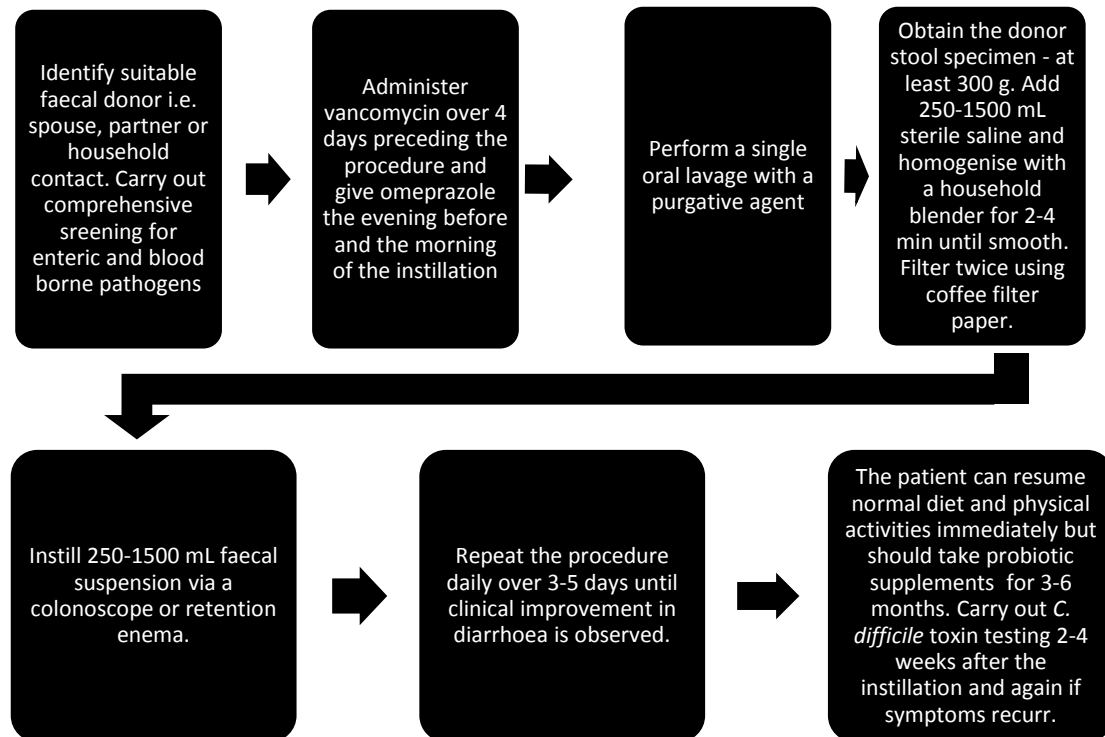 Identify suitable
faecal donor i.e.
spouse, partner or
household
contact. Carry out
comprehensive
sreening for
enteric and blood
borne pathogens
Administer
vancomycin over 4
days preceding the
procedure and
give omeprazole
the evening before
and the morning
of the instillation
Perform a single
oral lavage with a
purgative agent
Obtain the donor
stool specimen - at
least 300 g. Add
250-1500 mL
sterile saline and
homogenise with
a household
blender for 2-4
min until smooth.
Filter twice using
coffee filter
paper.
Instill 250-1500 mL faecal
suspension via a
colonoscope or retention
enema.
Repeat the procedure
daily over 3-5 days until
clinical improvement in
diarrhoea is observed.
The patient can resume
normal diet and physical
activities immediately but
should take probiotic
supplements for 3-6
months. Carry out C.
difficile toxin testing 2-4
weeks after the
instillation and again if
symptoms recurr.